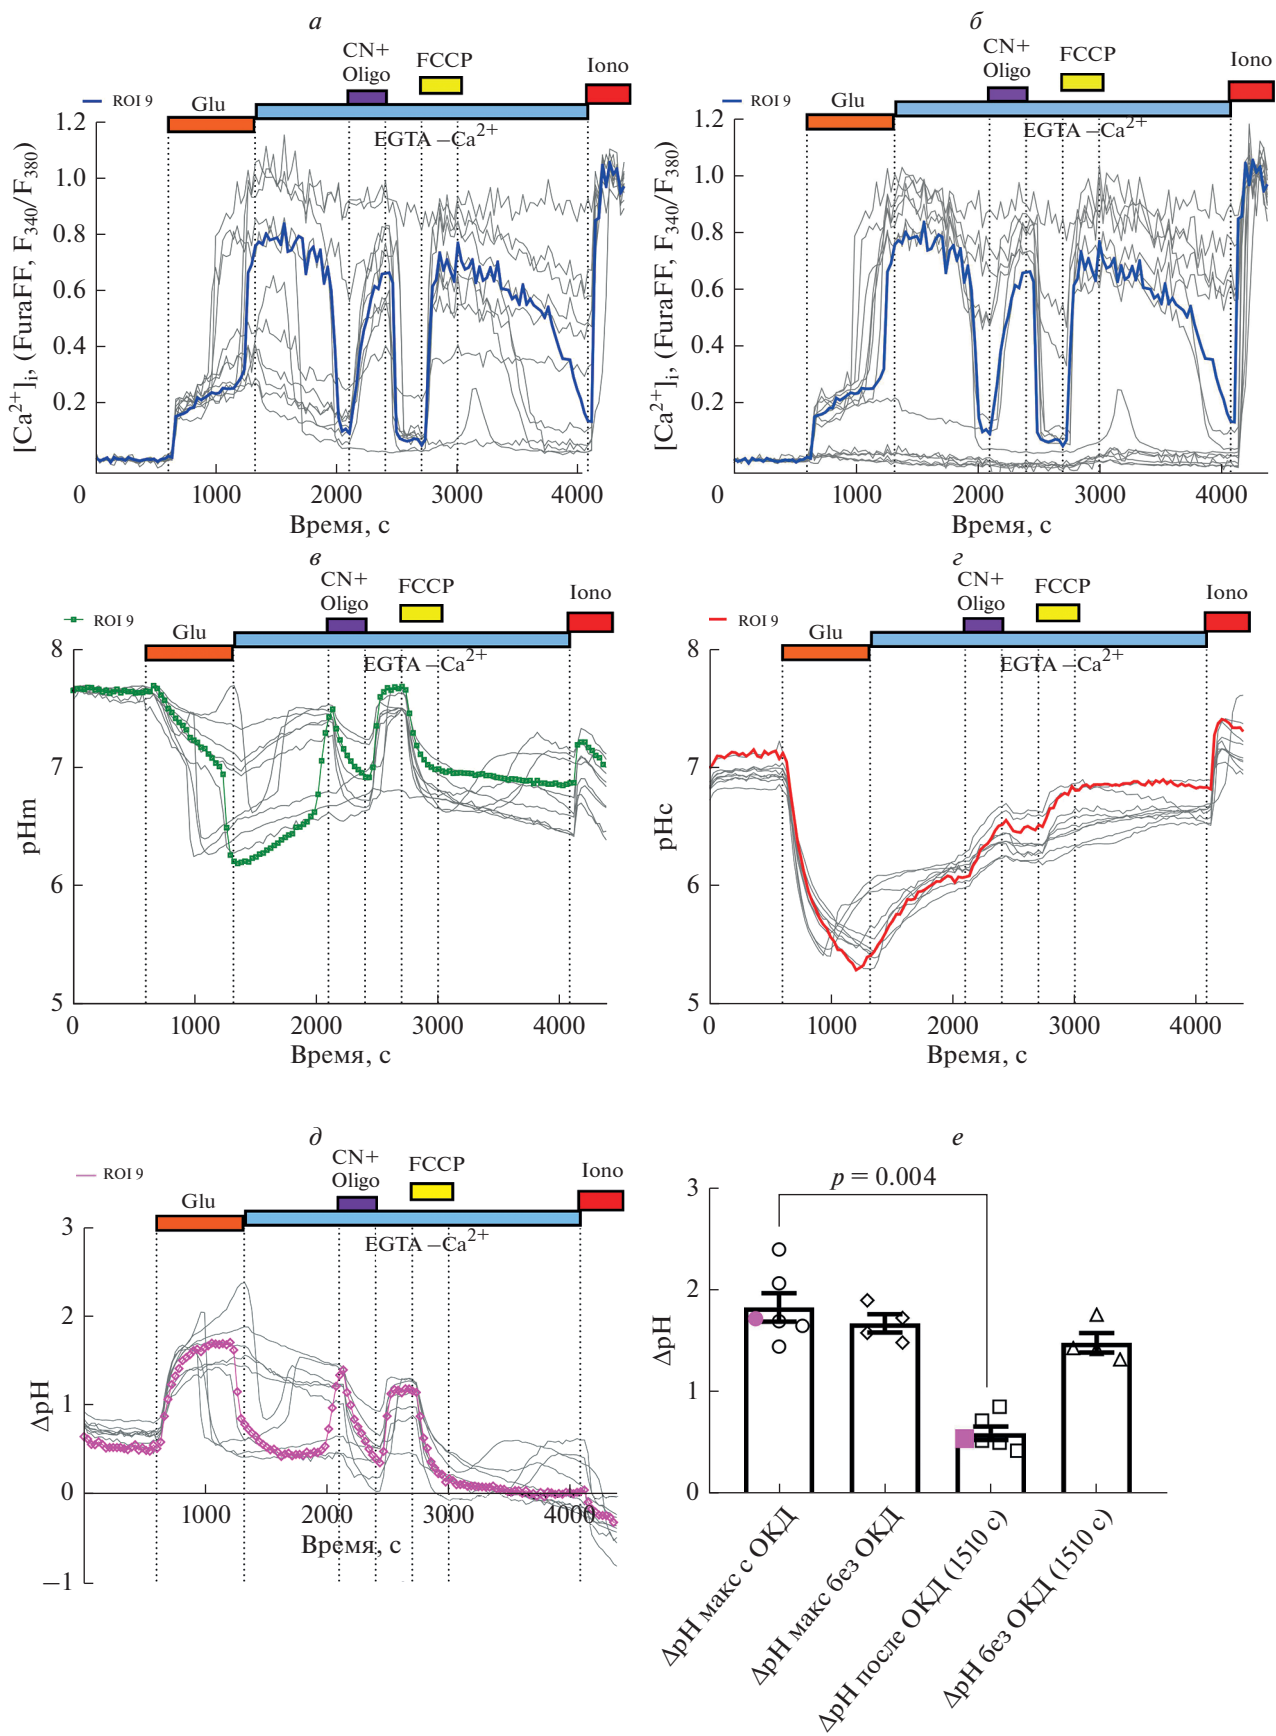 а
CN+
Oligo
FCCP
Iono
ROI 9
Glu
EGTA –Ca2+
[Ca2+]i, (FuraFF, F340/F380)
1.2
1.0
0.8
0.6
0.4
0.2
0
1000
2000
3000
4000
Время, с
б
CN+
Oligo
FCCP
Iono
ROI 9
Glu
EGTA –Ca2+
[Ca2+]i, (FuraFF, F340/F380)
1.2
1.0
0.8
0.6
0.4
0.2
0
1000
2000
3000
4000
Время, с
в
CN+
Oligo
FCCP
Iono
ROI 9
Glu
EGTA –Ca2+
pHm
8
7
6
5
0
1000
2000
3000
4000
Время, с
г
CN+
Oligo
FCCP
Iono
ROI 9
Glu
EGTA –Ca2+
pHc
8
7
6
5
0
1000
2000
3000
4000
Время, с
д
CN+
Oligo
FCCP
Iono
ROI 9
Glu
EGTA –Ca2+
ΔpH
3
2
1
0
–1
1000
2000
3000
4000
Время, с
е
p = 0.004
ΔpH
3
2
1
0
ΔpH макс с ОКД
ΔpH макс без ОКД
ΔpH после ОКД (1510 с)
ΔpH без ОКД (1510 с)